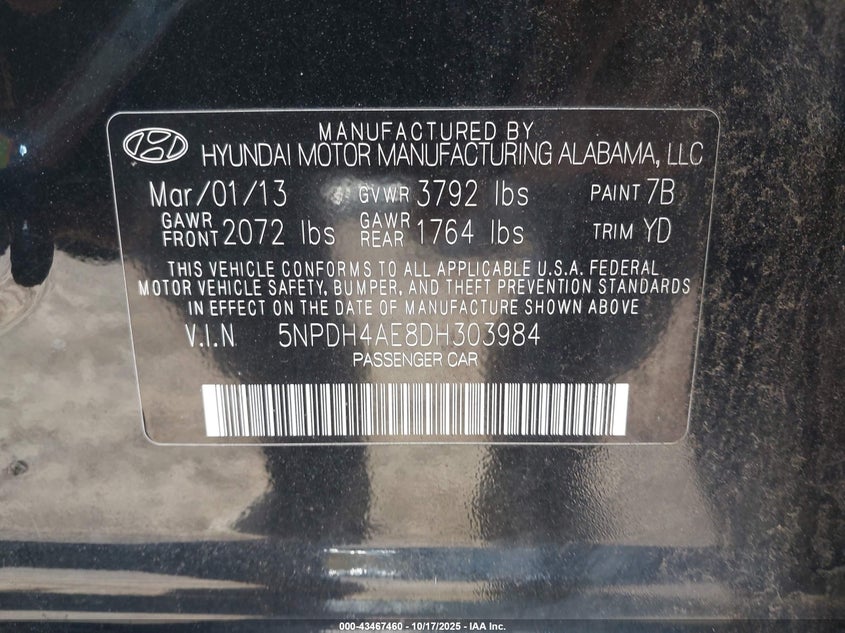 MANUFACTURED BY
HYUNDAI MOTOR MANUFACTURING ALABAMA, LLC
Mar/01/13 GVWR 3792 lbs PAINT 7B
GAWR FRONT 2072 lbs GAWR REAR 1764 lbs TRIM YD
THIS VEHICLE CONFORMS TO ALL APPLICABLE U.S.A. FEDERAL
MOTOR VEHICLE SAFETY, BUMPER, AND THEFT PREVENTION STANDARDS
IN EFFECT ON THE DATE OF MANUFACTURE SHOWN ABOVE
V.I.N 5NPDH4AE8DH303984
PASSENGER CAR
000-43467460 - 10/17/2025 - IAA Inc.